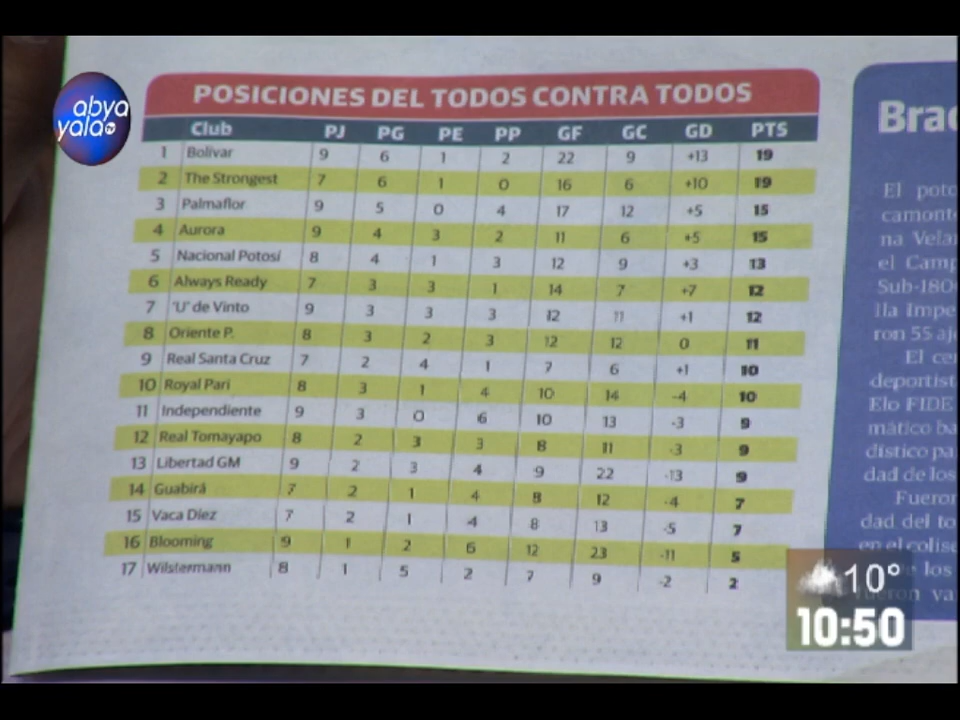 abya
yala tv
POSICIONES DEL TODOS CONTRA TODOS
Club PJ PG PE PP GF GC GD PTS
1 Bolívar 9 6 1 2 22 9 +13 19
2 The Strongest 7 6 1 0 16 6 +10 19
3 Palmaflor 9 5 0 4 17 12 +5 15
4 Aurora 9 4 3 2 11 6 +5 15
5 Nacional Potosí 8 4 1 3 12 9 +3 13
6 Always Ready 7 3 3 1 14 7 +7 12
7 "U" de Vinto 9 3 3 3 12 11 +1 12
8 Oriente P. 8 3 2 3 12 12 0 11
9 Real Santa Cruz 7 2 4 1 7 6 +1 10
10 Royal Pari 8 3 1 4 10 14 -4 10
11 Independiente 9 3 0 6 10 13 -3 9
12 Real Tomayapo 8 2 3 3 8 11 -3 9
13 Libertad GM 9 2 3 4 9 22 -13 9
14 Guabirá 7 2 1 4 8 12 -4 7
15 Vaca Díez 7 2 1 4 8 13 -5 7
16 Blooming 9 1 2 6 12 23 -11 5
17 Wilstermann 8 1 5 2 7 9 -2 2
Brac
El poto
camonte
na Vela
el Camp
Sub-180
lla Impe
ron 55 aj
El cer
deportist
Elo FIDE
mático ba
dístico pa
dad de los
Fueron
dad del to
en el colise
los
fueron va
10°
10:50